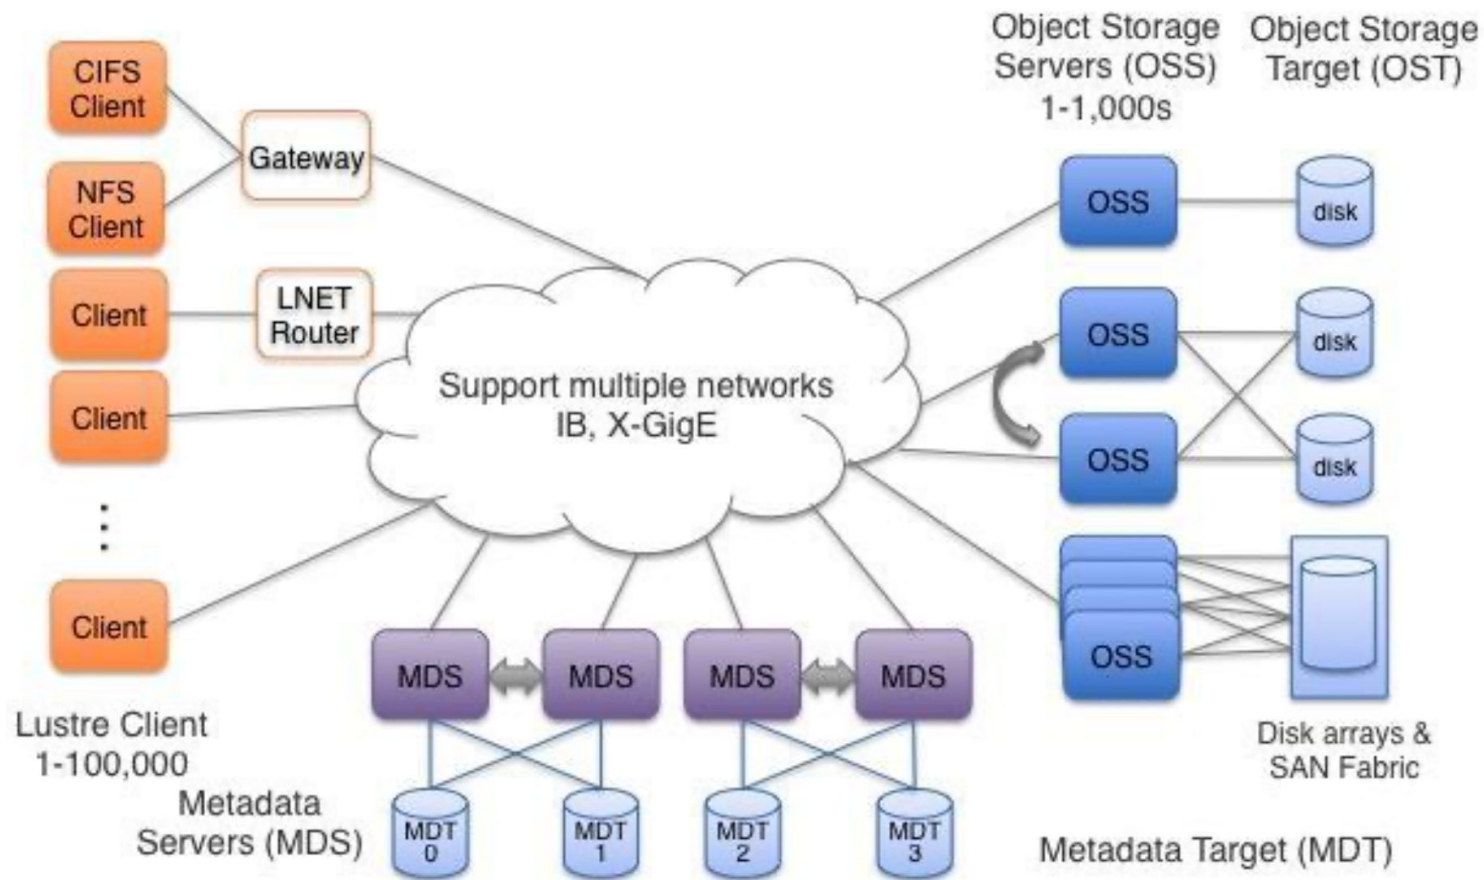 Object Storage
Servers (OSS)
1-1,000s
Object Storage
Target (OST)
CIFS
Client
NFS
Client
Gateway
Client
LNET
Router
Client
Client
Lustre Client
1-100,000
Support multiple networks
IB, X-GigE
OSS
disk
OSS
disk
OSS
disk
OSS
Disk arrays &
SAN Fabric
MDS
MDS
MDS
MDS
Metadata
Servers (MDS)
MDT
0
MDT
1
MDT
2
MDT
3
Metadata Target (MDT)